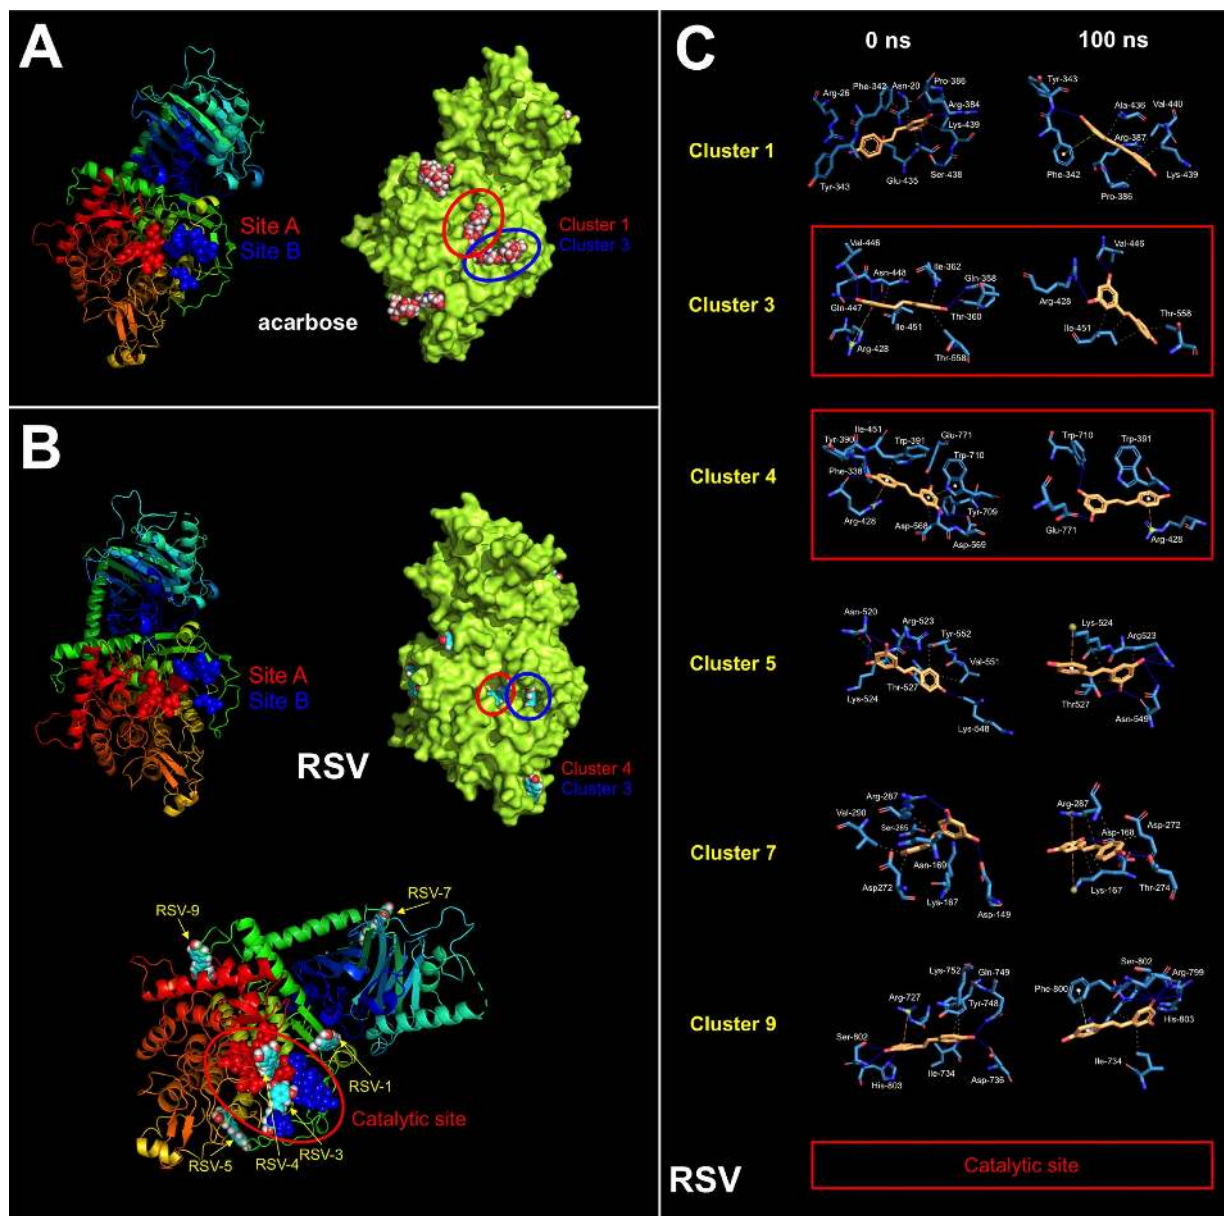 A
Site A
Site B
acarbose
Cluster 1
Cluster 3
B
Site A
Site B
RSV
Cluster 4
Cluster 3
RSV-7
RSV-9
RSV-1
Catalytic site
RSV-5
RSV-4
RSV-3
C
0 ns
100 ns
Cluster 1
Arg-26
Phe-342
Asn-20
Pro-386
Arg-384
Lys-439
Tyr-343
Glu-435
Ser-438
Tyr-343
Ala-436
Val-440
Arg-387
Phe-342
Lys-439
Pro-386
Cluster 3
Val-446
Asn-448
Ile-362
Gln-358
Thr-360
Ile-451
Arg-428
Thr-558
Val-446
Arg-428
Ile-451
Thr-558
Cluster 4
Ile-451
Tyr-390
Trp-391
Glu-771
Trp-710
Phe-338
Arg-428
Tyr-709
Asp-568
Asp-569
Trp-710
Trp-391
Glu-771
Arg-428
Cluster 5
Asn-520
Arg-523
Tyr-552
Val-551
Thr-527
Lys-524
Lys-548
Lys-524
Arg523
Thr527
Asn-549
Cluster 7
Arg-287
Val-290
Ser-285
Asn-169
Asp272
Lys-167
Asp-149
Arg-287
Asp-168
Asp-272
Lys-167
Thr-274
Cluster 9
Lys-752
Gln-749
Arg-727
Tyr-748
Ser-802
His-803
Ile-734
Asp-736
Ser-802
Arg-799
Phe-800
His-803
Ile-734
RSV
Catalytic site